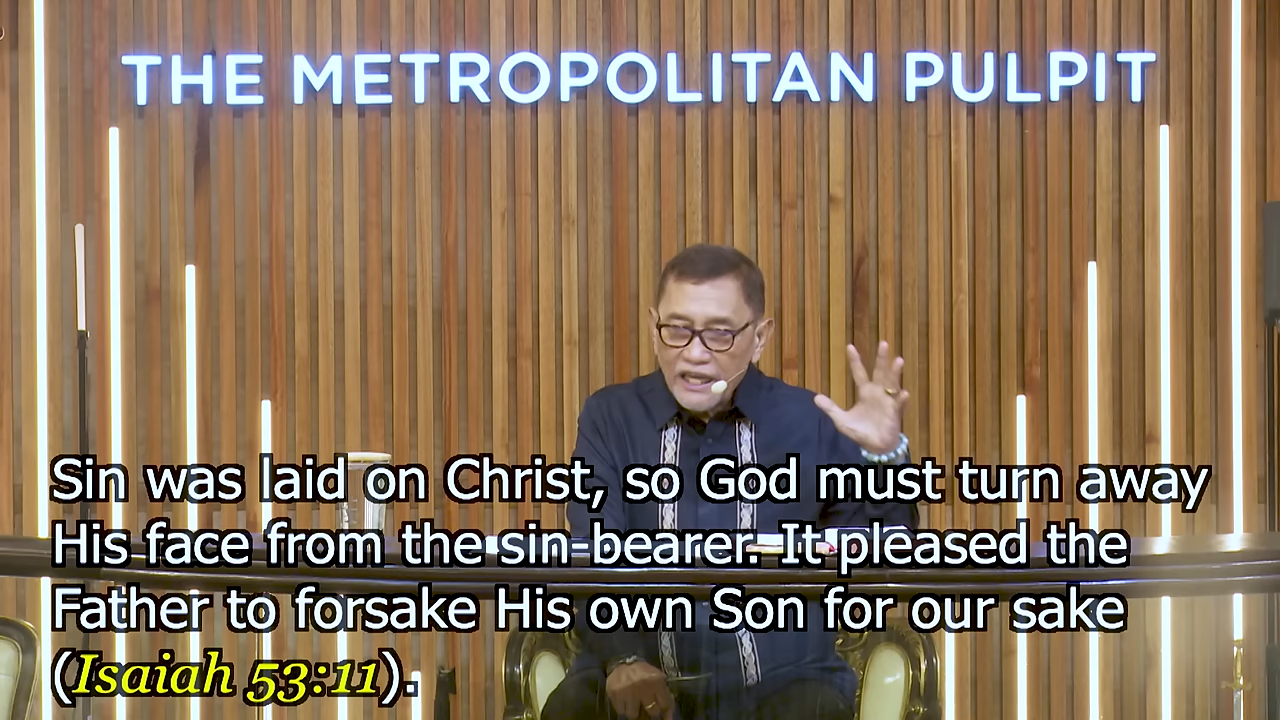 THE METROPOLITAN PULPIT
Sin was laid on Christ, so God must turn away
His face from the sin-bearer. It pleased the
Father to forsake His own Son for our sake
(Isaiah 53:11).